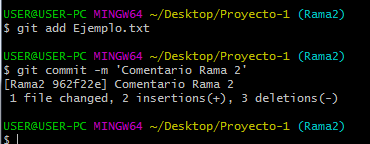 USER@USER-PC MINGW64 ~/Desktop/Proyecto-1 (Rama2)
$ git add Ejemplo.txt
USER@USER-PC MINGW64 ~/Desktop/Proyecto-1 (Rama2)
$ git commit -m 'Comentario Rama 2'
[Rama2 962f22e] Comentario Rama 2
 1 file changed, 2 insertions(+), 3 deletions(-)
USER@USER-PC MINGW64 ~/Desktop/Proyecto-1 (Rama2)
$